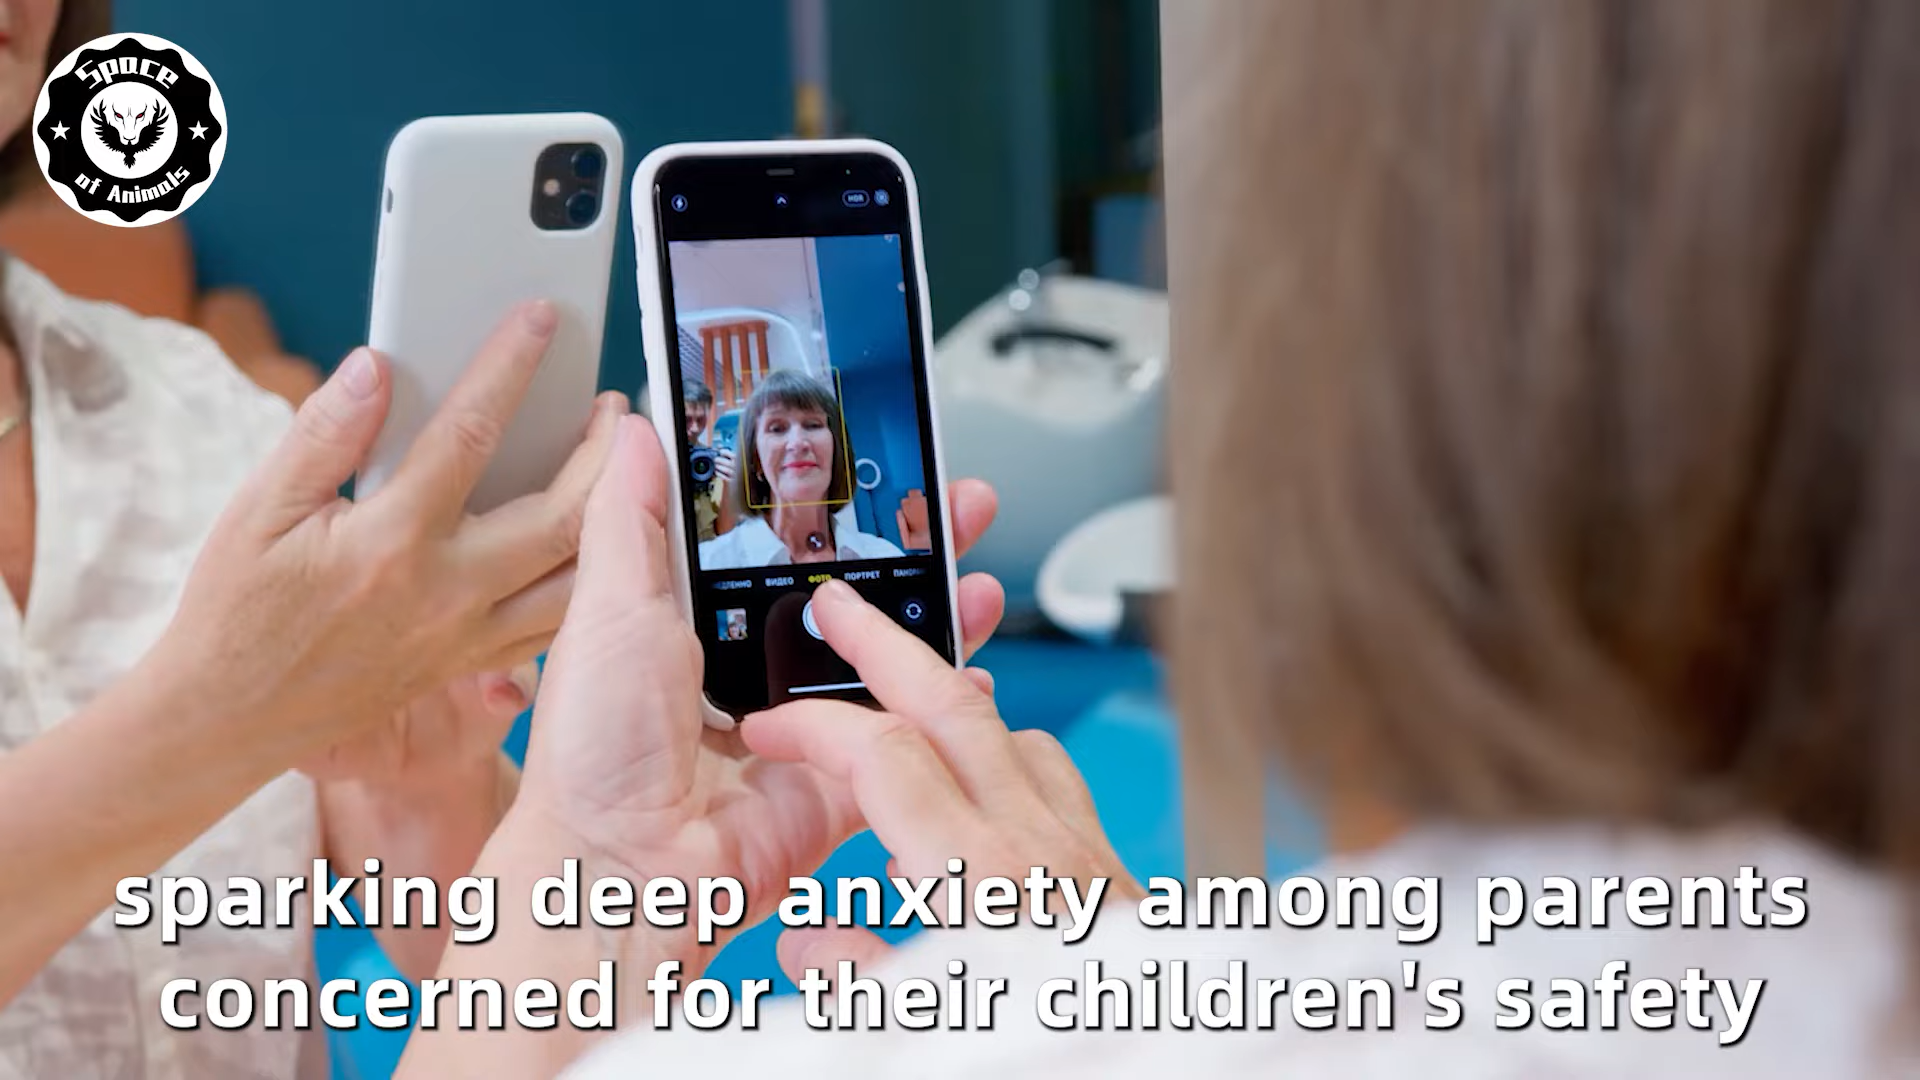 Space
of Animals
HDR
ВИДЕО ФОТО ПОРТРЕТ
sparking deep anxiety among parents
concerned for their children's safety